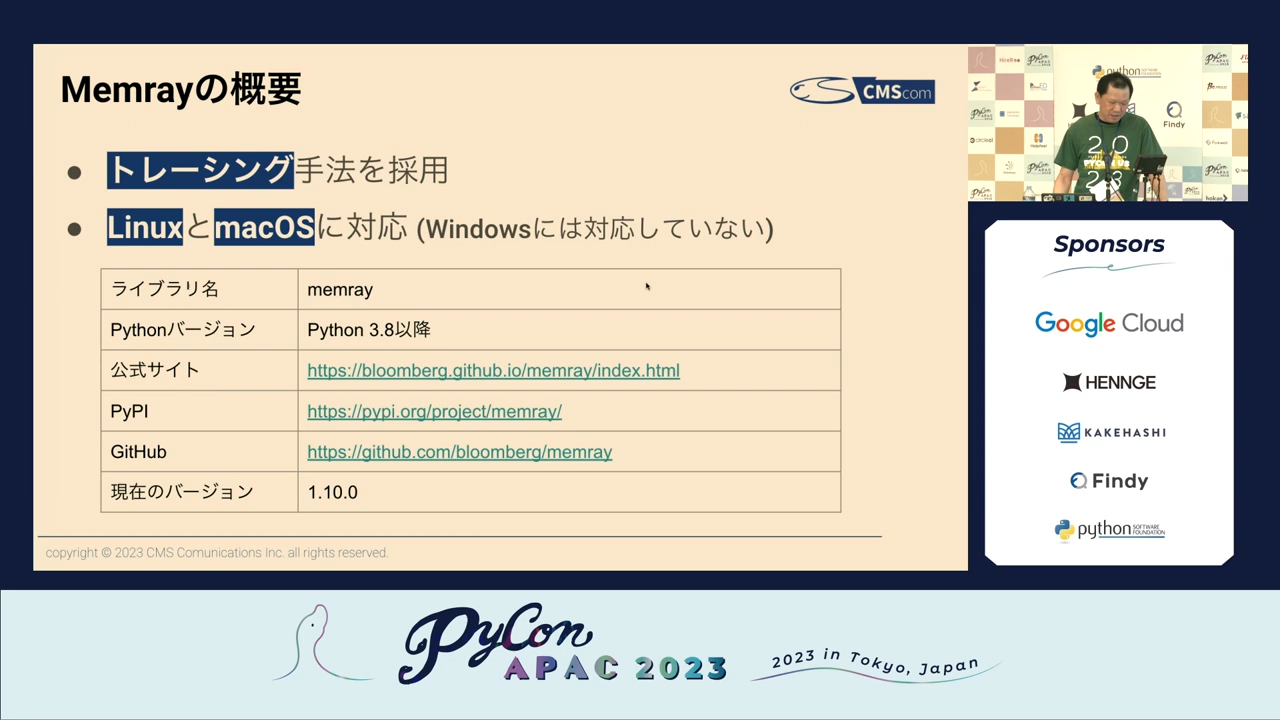 Memrayの概要
CMScom
● トレーシング手法を採用
● LinuxとmacOSに対応 (Windowsには対応していない)
ライブラリ名 memray
Pythonバージョン Python 3.8以降
公式サイト https://bloomberg.github.io/memray/index.html
PyPI https://pypi.org/project/memray/
GitHub https://github.com/bloomberg/memray
現在のバージョン 1.10.0
copyright © 2023 CMS Comunications Inc. all rights reserved.
python
Findy
20
23
Sponsors
Google Cloud
HENNGE
KAKEHASHI
Findy
python SOFTWARE FOUNDATION
PyCon
APAC 2023
2023 in Tokyo, Japan